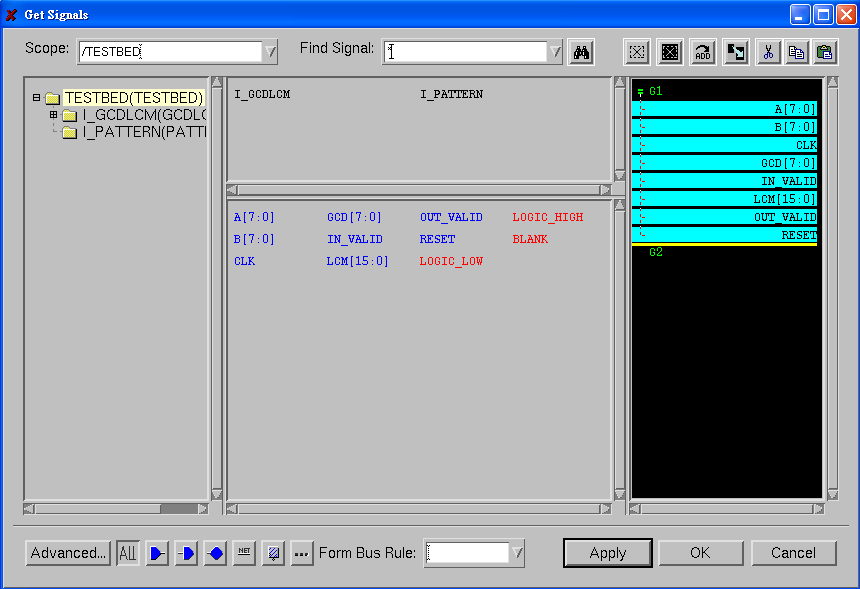 Get Signals
Scope: /TESTBED Find Signal: * ADD
TESTBED(TESTBED)
I_GCDLCM(GCDLC
I_PATTERN(PATTI
I_GCDLCM I_PATTERN
A[7:0] GCD[7:0] OUT_VALID LOGIC_HIGH
B[7:0] IN_VALID RESET BLANK
CLK LCM[15:0] LOGIC_LOW
G1
A[7:0]
B[7:0]
CLK
GCD[7:0]
IN_VALID
LCM[15:0]
OUT_VALID
RESET
G2
Advanced... ALL NET ... Form Bus Rule: Apply OK Cancel